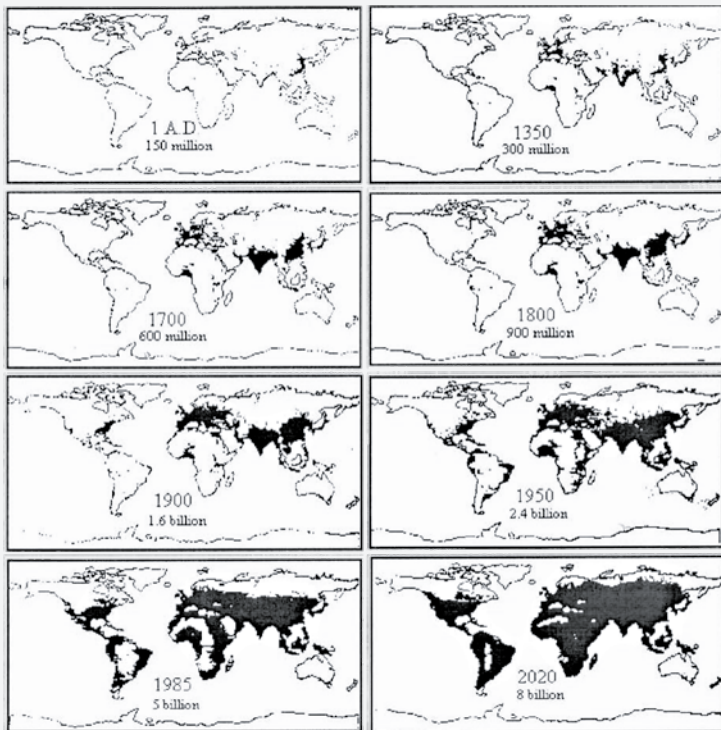 1 A.D
150 million
1350
300 million
1700
600 million
1800
900 million
1900
1.6 billion
1950
2.4 billion
1985
5 billion
2020
8 billion